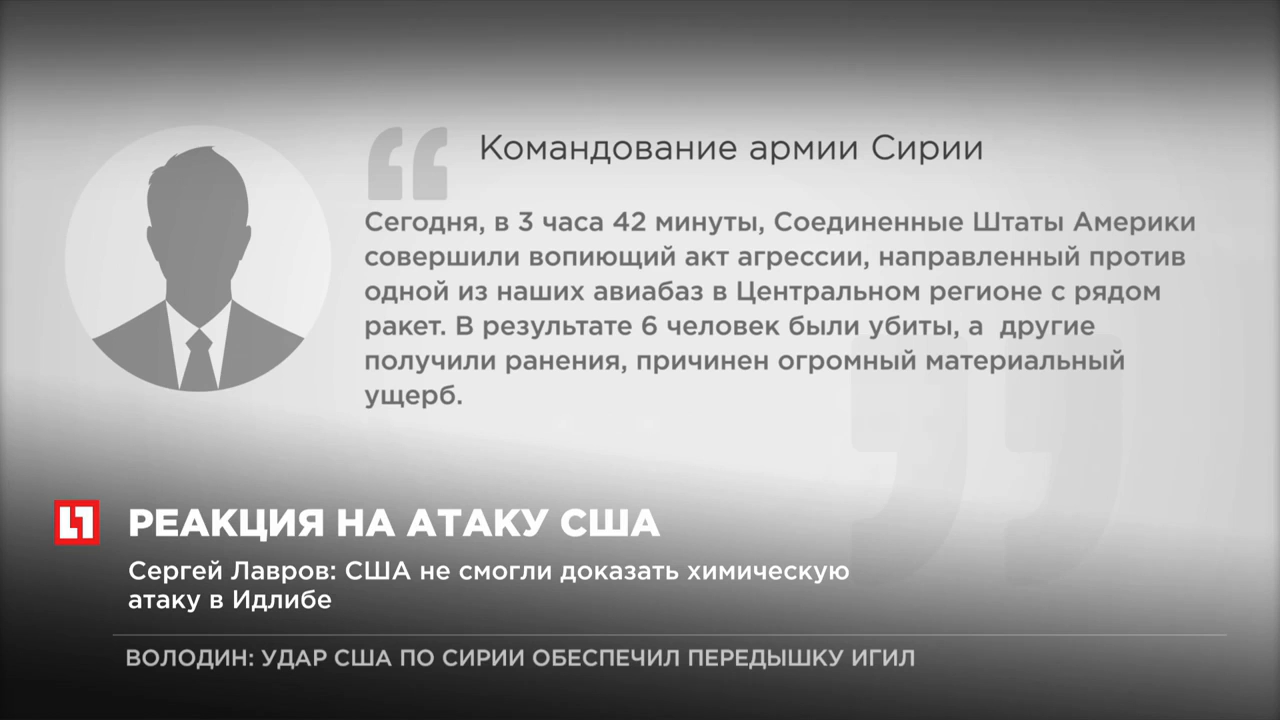 Командование армии Сирии
Сегодня, в 3 часа 42 минуты, Соединенные Штаты Америки
совершили вопиющий акт агрессии, направленный против
одной из наших авиабаз в Центральном регионе с рядом
ракет. В результате 6 человек были убиты, а  другие
получили ранения, причинен огромный материальный
ущерб.
РЕАКЦИЯ НА АТАКУ США
Сергей Лавров: США не смогли доказать химическую
атаку в Идлибе
ВОЛОДИН: УДАР США ПО СИРИИ ОБЕСПЕЧИЛ ПЕРЕДЫШКУ ИГИЛ